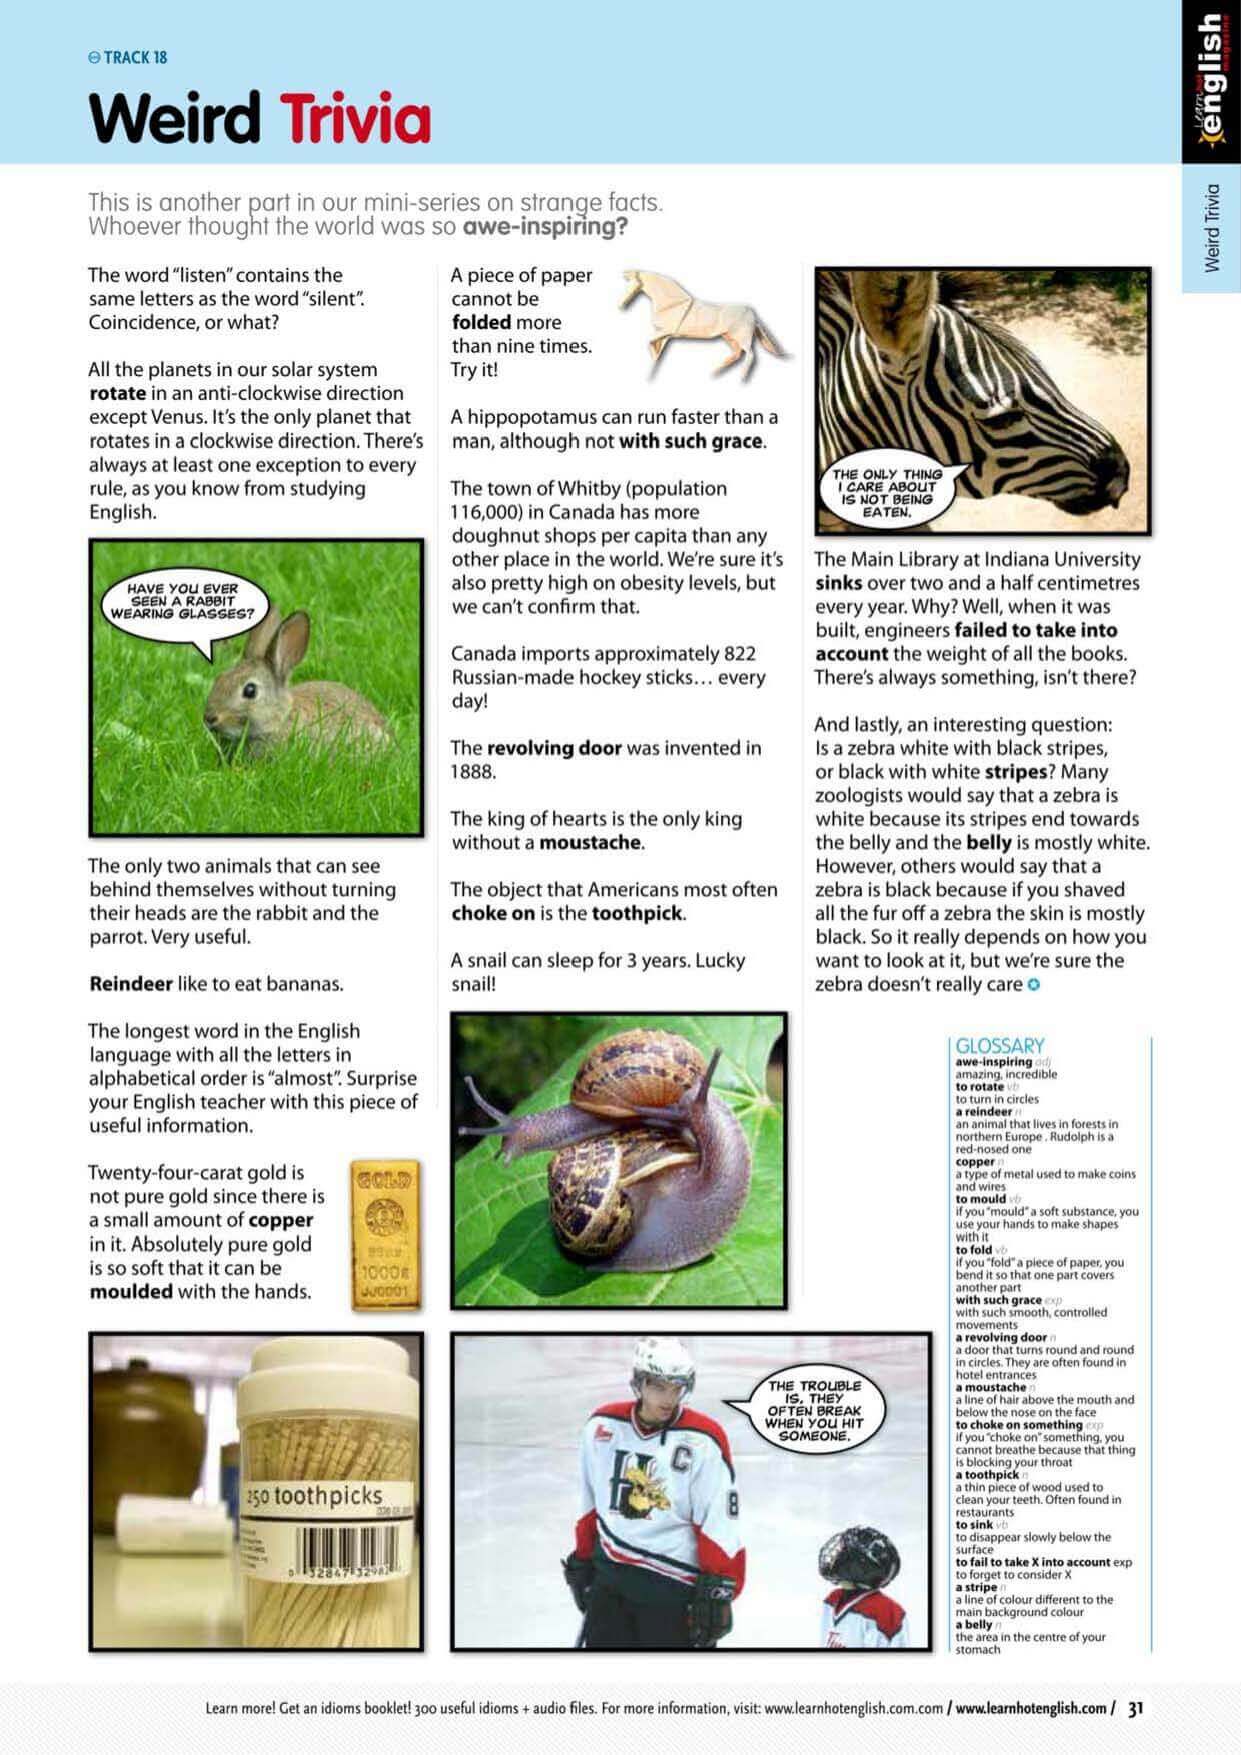 TRACK 18
Weird Trivia
Learn hot
english
magazine
Weird Trivia
This is another part in our mini-series on strange facts.
Whoever thought the world was so awe-inspiring?
The word “listen” contains the
same letters as the word “silent”.
Coincidence, or what?
All the planets in our solar system
rotate in an anti-clockwise direction
except Venus. It’s the only planet that
rotates in a clockwise direction. There’s
always at least one exception to every
rule, as you know from studying
English.
HAVE YOU EVER
SEEN A RABBIT
WEARING GLASSES?
The only two animals that can see
behind themselves without turning
their heads are the rabbit and the
parrot. Very useful.
Reindeer like to eat bananas.
The longest word in the English
language with all the letters in
alphabetical order is “almost”. Surprise
your English teacher with this piece of
useful information.
Twenty-four-carat gold is
not pure gold since there is
a small amount of copper
in it. Absolutely pure gold
is so soft that it can be
moulded with the hands.
GOLD
1000g
JJ0001
250 toothpicks
A piece of paper
cannot be
folded more
than nine times.
Try it!
A hippopotamus can run faster than a
man, although not with such grace.
The town of Whitby (population
116,000) in Canada has more
doughnut shops per capita than any
other place in the world. We’re sure it’s
also pretty high on obesity levels, but
we can’t confirm that.
Canada imports approximately 822
Russian-made hockey sticks… every
day!
The revolving door was invented in
1888.
The king of hearts is the only king
without a moustache.
The object that Americans most often
choke on is the toothpick.
A snail can sleep for 3 years. Lucky
snail!
THE TROUBLE
IS, THEY
OFTEN BREAK
WHEN YOU HIT
SOMEONE.
C
8
THE ONLY THING
I CARE ABOUT
IS NOT BEING
EATEN.
The Main Library at Indiana University
sinks over two and a half centimetres
every year. Why? Well, when it was
built, engineers failed to take into
account the weight of all the books.
There’s always something, isn’t there?
And lastly, an interesting question:
Is a zebra white with black stripes,
or black with white stripes? Many
zoologists would say that a zebra is
white because its stripes end towards
the belly and the belly is mostly white.
However, others would say that a
zebra is black because if you shaved
all the fur off a zebra the skin is mostly
black. So it really depends on how you
want to look at it, but we’re sure the
zebra doesn’t really care
GLOSSARY
awe-inspiring adj
amazing, incredible
to rotate vb
to turn in circles
a reindeer n
an animal that lives in forests in
northern Europe . Rudolph is a
red-nosed one
copper n
a type of metal used to make coins
and wires
to mould vb
if you “mould” a soft substance, you
use your hands to make shapes
with it
to fold vb
if you “fold” a piece of paper, you
bend it so that one part covers
another part
with such grace exp
with such smooth, controlled
movements
a revolving door n
a door that turns round and round
in circles. They are often found in
hotel entrances
a moustache n
a line of hair above the mouth and
below the nose on the face
to choke on something exp
if you “choke on” something, you
cannot breathe because that thing
is blocking your throat
a toothpick n
a thin piece of wood used to
clean your teeth. Often found in
restaurants
to sink vb
to disappear slowly below the
surface
to fail to take X into account exp
to forget to consider X
a stripe n
a line of colour different to the
main background colour
a belly n
the area in the centre of your
stomach
Learn more! Get an idioms booklet! 300 useful idioms + audio files. For more information, visit: www.learnhotenglish.com.com / www.learnhotenglish.com / 31